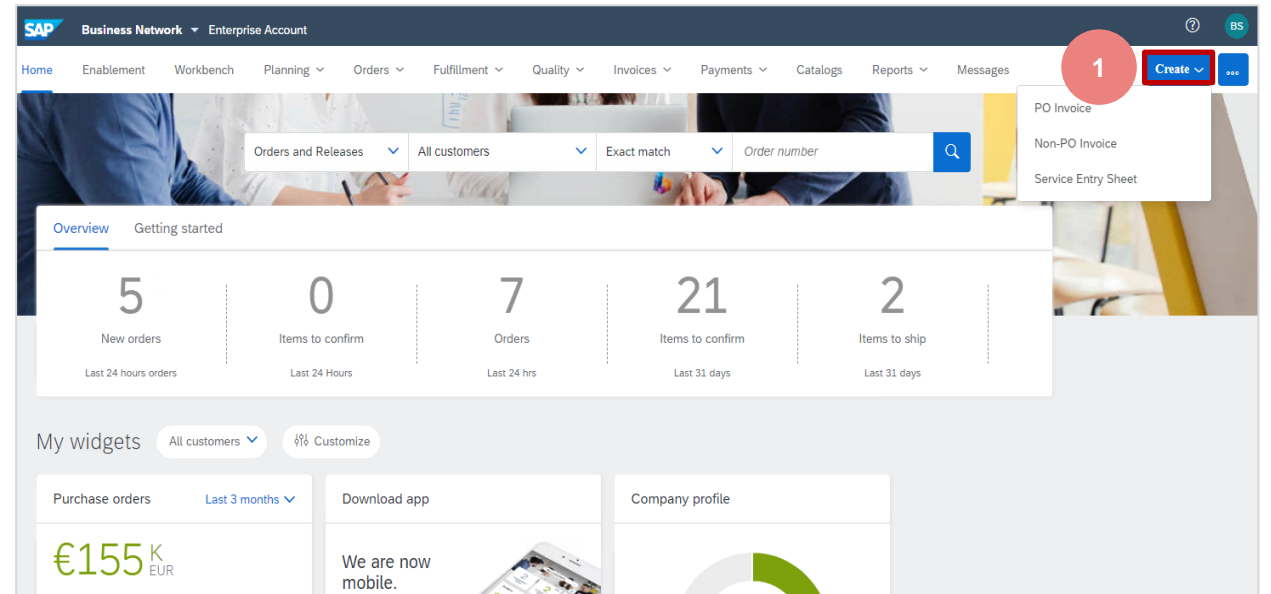 SAP Business Network Enterprise Account BS
Home Enablement Workbench Planning Orders Fulfillment Quality Invoices Payments Catalogs Reports Messages 1 Create
PO Invoice
Non-PO Invoice
Service Entry Sheet
Orders and Releases All customers Exact match Order number
Overview Getting started
5 0 7 21 2
New orders Items to confirm Orders Items to confirm Items to ship
Last 24 hours orders Last 24 Hours Last 24 hrs Last 31 days Last 31 days
My widgets All customers Customize
Purchase orders Last 3 months Download app Company profile
€155 K EUR
We are now
mobile.